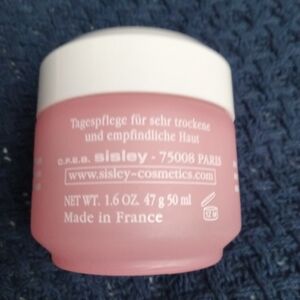 Tagespflege für sehr trockene
und empfindliche Haut
C.F.E.B. sisley - 75008 PARIS
www.sisley-cosmetics.com
NET WT. 1.6 OZ. 47 g 50 ml
Made in France
12 M